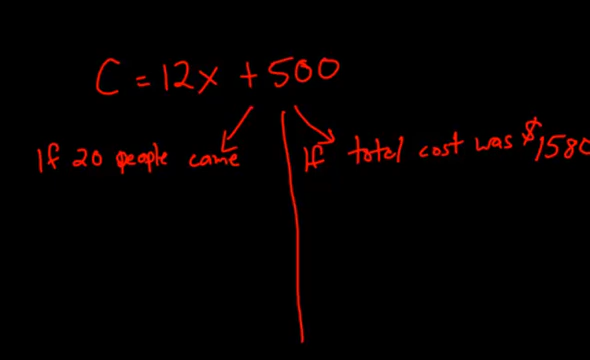 C = 12x + 500
If 20 people came
If total cost was $1580